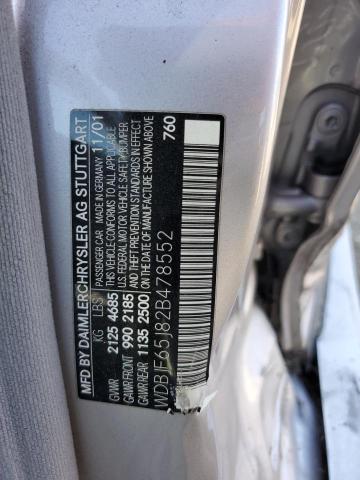 MFD BY DAIMLERCHRYSLER AG STUTTGART
KG LBS PASSENGER CAR MADE IN GERMANY 11/01
GVWR 2125 4685 THIS VEHICLE CONFORMS TO ALL APPLICABLE
GAWR FRONT 990 2185 U.S. FEDERAL MOTOR VEHICLE SAFETY/BUMPER
GAWR REAR 1135 2500 AND THEFT PREVENTION STANDARDS IN EFFECT ON THE DATE
OF MANUFACTURE SHOWN ABOVE
WDBJF65J82B478552 760